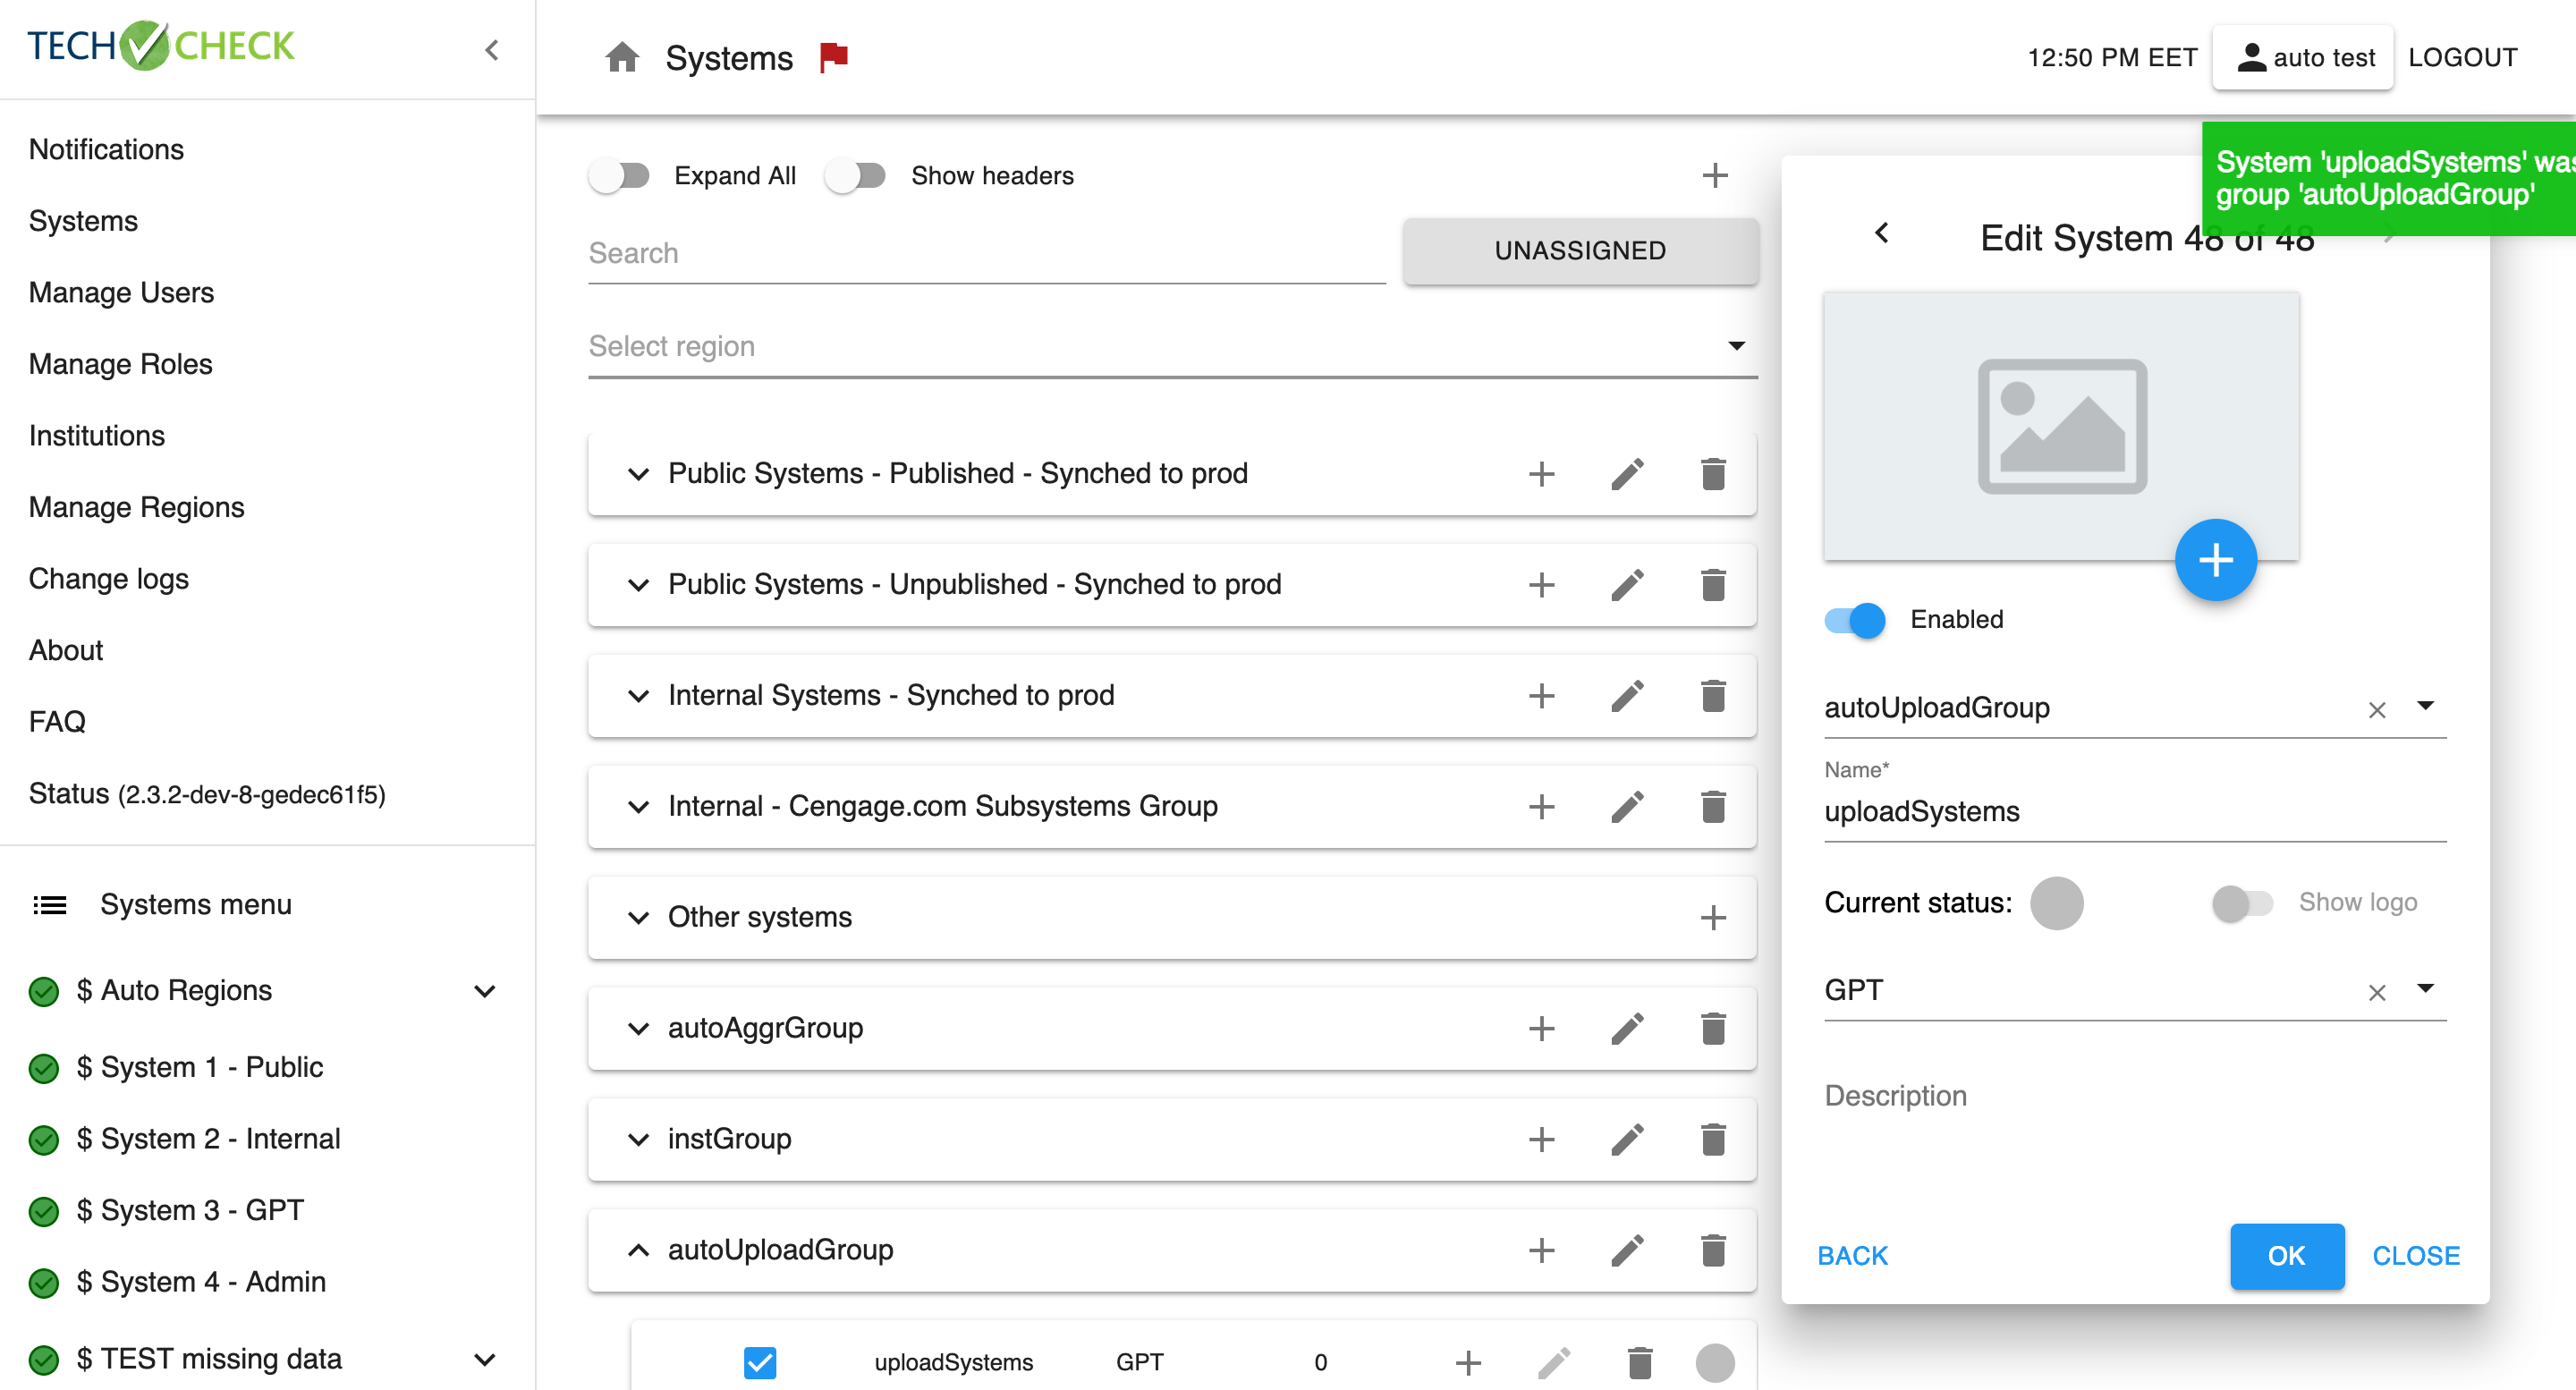 TECH CHECK
Systems
12:50 PM EET
auto test
LOGOUT
Notifications
Systems
Manage Users
Manage Roles
Institutions
Manage Regions
Change logs
About
FAQ
Status (2.3.2-dev-8-gedec61f5)
Systems menu
$ Auto Regions
$ System 1 - Public
$ System 2 - Internal
$ System 3 - GPT
$ System 4 - Admin
$ TEST missing data
Expand All
Show headers
Search
UNASSIGNED
Select region
Public Systems - Published - Synched to prod
Public Systems - Unpublished - Synched to prod
Internal Systems - Synched to prod
Internal - Cengage.com Subsystems Group
Other systems
autoAggrGroup
instGroup
autoUploadGroup
uploadSystems GPT 0
System 'uploadSystems' was
group 'autoUploadGroup'
Edit System 48 of 48
Enabled
autoUploadGroup
Name*
uploadSystems
Current status:
Show logo
GPT
Description
BACK
OK
CLOSE